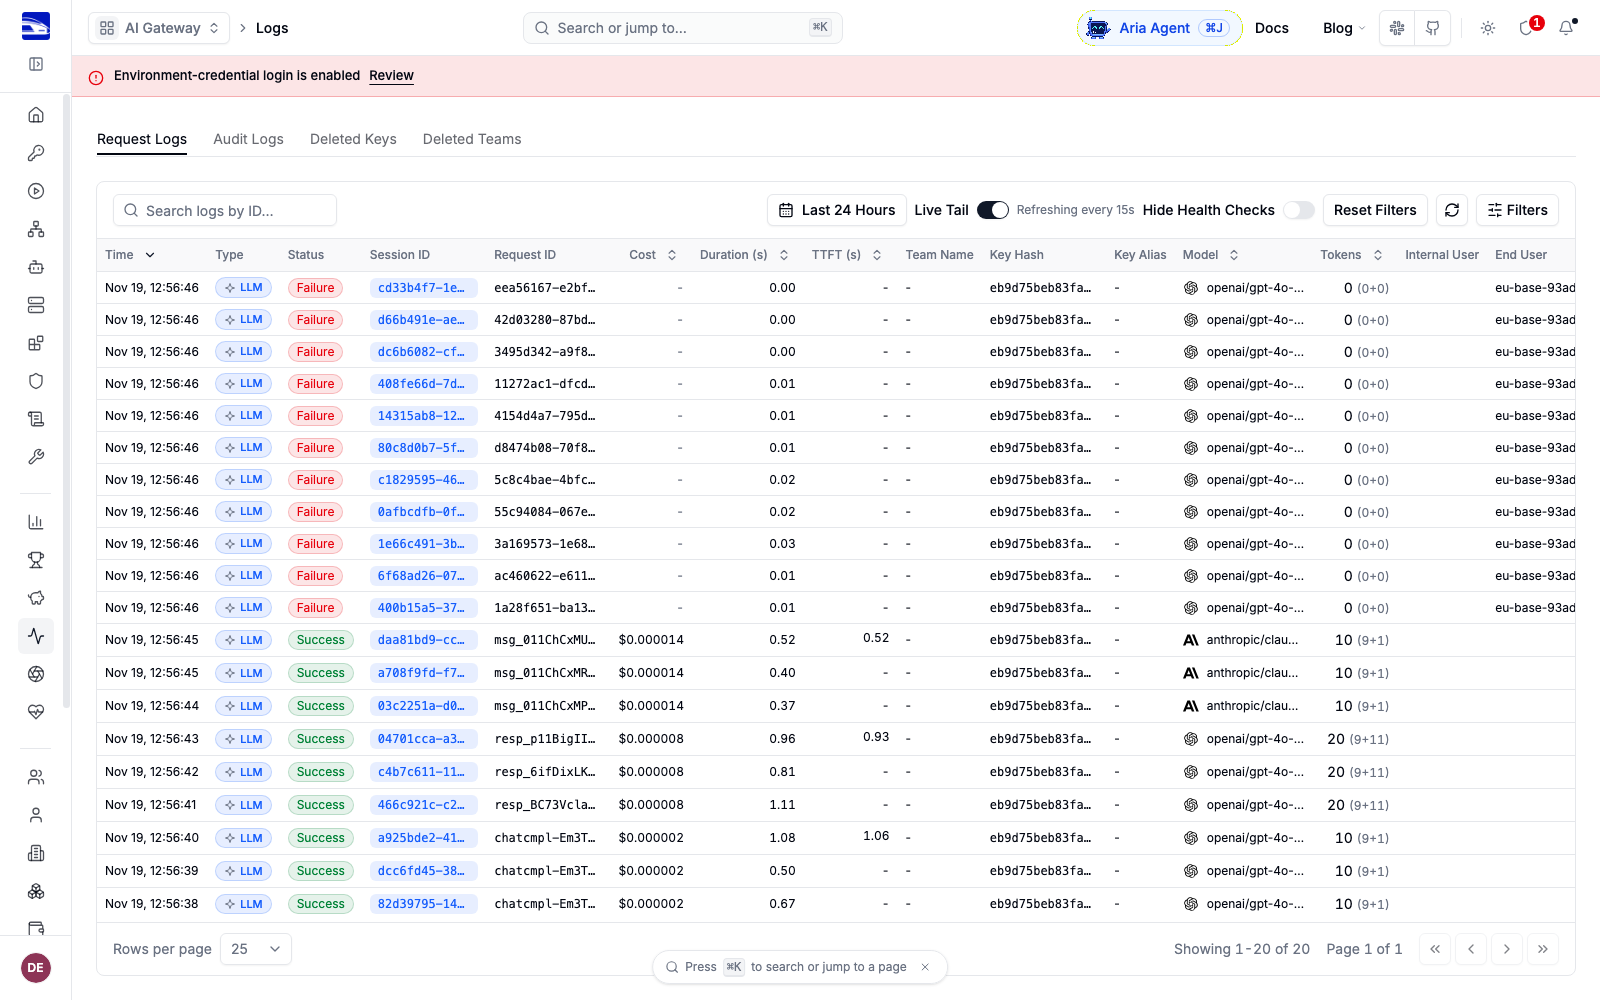 AI Gateway > Logs
Search or jump to... ⌘K
Aria Agent ⌘J
Docs
Blog
1
Environment-credential login is enabled Review
Request Logs Audit Logs Deleted Keys Deleted Teams
Search logs by ID...
Last 24 Hours Live Tail Refreshing every 15s Hide Health Checks Reset Filters Filters
Time Type Status Session ID Request ID Cost Duration (s) TTFT (s) Team Name Key Hash Key Alias Model Tokens Internal User End User
Nov 19, 12:56:46 LLM Failure cd33b4f7-1e… eea56167-e2bf… - 0.00 - - eb9d75beb83fa… - openai/gpt-4o-... 0 (0+0) eu-base-93ad
Nov 19, 12:56:46 LLM Failure d66b491e-ae… 42d03280-87bd… - 0.00 - - eb9d75beb83fa… - openai/gpt-4o-... 0 (0+0) eu-base-93ad
Nov 19, 12:56:46 LLM Failure dc6b6082-cf… 3495d342-a9f8… - 0.00 - - eb9d75beb83fa… - openai/gpt-4o-... 0 (0+0) eu-base-93ad
Nov 19, 12:56:46 LLM Failure 408fe66d-7d… 11272ac1-dfcd… - 0.01 - - eb9d75beb83fa… - openai/gpt-4o-... 0 (0+0) eu-base-93ad
Nov 19, 12:56:46 LLM Failure 14315ab8-12… 4154d4a7-795d… - 0.01 - - eb9d75beb83fa… - openai/gpt-4o-... 0 (0+0) eu-base-93ad
Nov 19, 12:56:46 LLM Failure 80c8d0b7-5f… d8474b08-70f8… - 0.01 - - eb9d75beb83fa… - openai/gpt-4o-... 0 (0+0) eu-base-93ad
Nov 19, 12:56:46 LLM Failure c1829595-46… 5c8c4bae-4bfc… - 0.02 - - eb9d75beb83fa… - openai/gpt-4o-... 0 (0+0) eu-base-93ad
Nov 19, 12:56:46 LLM Failure 0afbcdfb-0f… 55c94084-067e… - 0.02 - - eb9d75beb83fa… - openai/gpt-4o-... 0 (0+0) eu-base-93ad
Nov 19, 12:56:46 LLM Failure 1e66c491-3b… 3a169573-1e68… - 0.03 - - eb9d75beb83fa… - openai/gpt-4o-... 0 (0+0) eu-base-93ad
Nov 19, 12:56:46 LLM Failure 6f68ad26-07… ac460622-e611… - 0.01 - - eb9d75beb83fa… - openai/gpt-4o-... 0 (0+0) eu-base-93ad
Nov 19, 12:56:46 LLM Failure 400b15a5-37… 1a28f651-ba13… - 0.01 - - eb9d75beb83fa… - openai/gpt-4o-... 0 (0+0) eu-base-93ad
Nov 19, 12:56:45 LLM Success daa81bd9-cc… msg_011ChCxMU… $0.000014 0.52 0.52 - eb9d75beb83fa… - anthropic/clau... 10 (9+1)
Nov 19, 12:56:45 LLM Success a708f9fd-f7… msg_011ChCxMR… $0.000014 0.40 - - eb9d75beb83fa… - anthropic/clau... 10 (9+1)
Nov 19, 12:56:44 LLM Success 03c2251a-d0… msg_011ChCxMP… $0.000014 0.37 - - eb9d75beb83fa… - anthropic/clau... 10 (9+1)
Nov 19, 12:56:43 LLM Success 04701cca-a3… resp_p11BigII… $0.000008 0.96 0.93 - eb9d75beb83fa… - openai/gpt-4o-... 20 (9+11)
Nov 19, 12:56:42 LLM Success c4b7c611-11… resp_6ifDixLK… $0.000008 0.81 - - eb9d75beb83fa… - openai/gpt-4o-... 20 (9+11)
Nov 19, 12:56:41 LLM Success 466c921c-c2… resp_BC73Vcla… $0.000008 1.11 - - eb9d75beb83fa… - openai/gpt-4o-... 20 (9+11)
Nov 19, 12:56:40 LLM Success a925bde2-41… chatcmpl-Em3T… $0.000002 1.08 1.06 - eb9d75beb83fa… - openai/gpt-4o-... 10 (9+1)
Nov 19, 12:56:39 LLM Success dcc6fd45-38… chatcmpl-Em3T… $0.000002 0.50 - - eb9d75beb83fa… - openai/gpt-4o-... 10 (9+1)
Nov 19, 12:56:38 LLM Success 82d39795-14… chatcmpl-Em3T… $0.000002 0.67 - - eb9d75beb83fa… - openai/gpt-4o-... 10 (9+1)
Rows per page 25 Showing 1-20 of 20 Page 1 of 1
Press ⌘K to search or jump to a page ×
DE